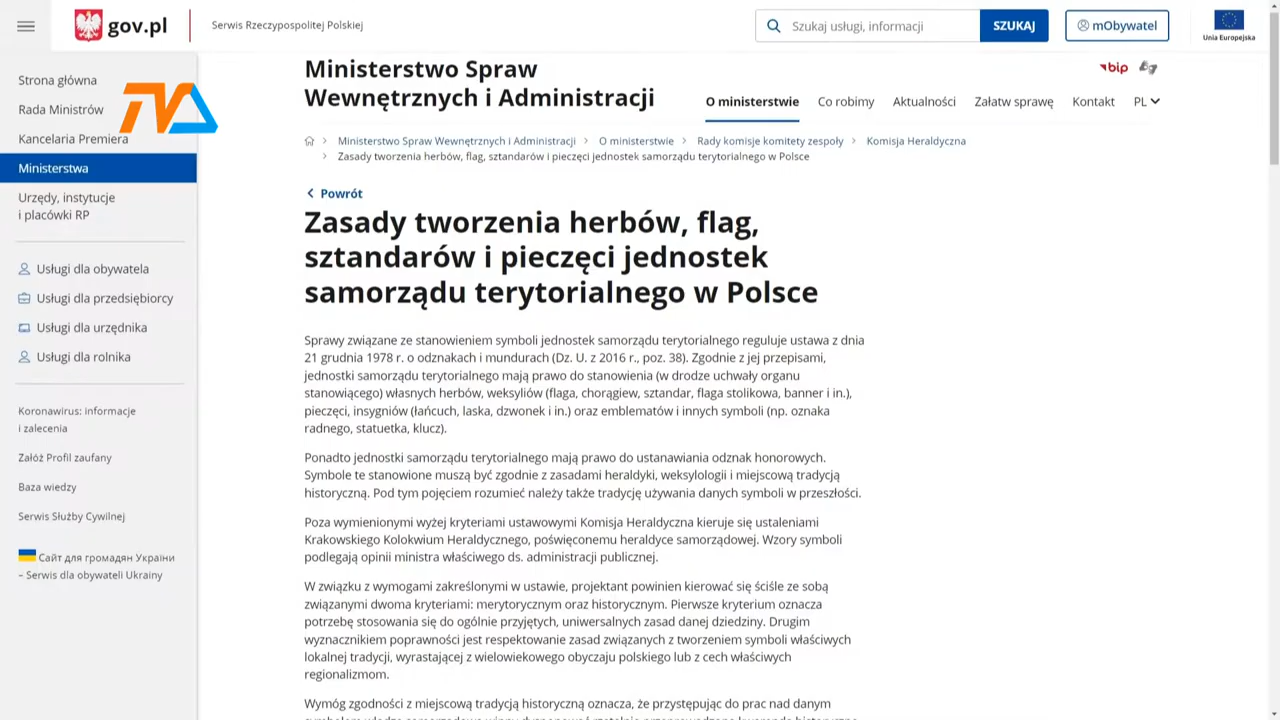 gov.pl
Serwis Rzeczypospolitej Polskiej
Szukaj usługi, informacji
SZUKAJ
mObywatel
Unia Europejska
Strona główna
Rada Ministrów
Kancelaria Premiera
Ministerstwa
Urzędy, instytucje
i placówki RP
Usługi dla obywatela
Usługi dla przedsiębiorcy
Usługi dla urzędnika
Usługi dla rolnika
Koronawirus: informacje
i zalecenia
Załóż Profil zaufany
Baza wiedzy
Serwis Służby Cywilnej
Сайт для громадян України
– Serwis dla obywateli Ukrainy
Ministerstwo Spraw
Wewnętrznych i Administracji
bip
O ministerstwie
Co robimy
Aktualności
Załatw sprawę
Kontakt
PL
Ministerstwo Spraw Wewnętrznych i Administracji > O ministerstwie > Rady komisje komitety zespoły > Komisja Heraldyczna
> Zasady tworzenia herbów, flag, sztandarów i pieczęci jednostek samorządu terytorialnego w Polsce
Powrót
Zasady tworzenia herbów, flag,
sztandarów i pieczęci jednostek
samorządu terytorialnego w Polsce
Sprawy związane ze stanowieniem symboli jednostek samorządu terytorialnego reguluje ustawa z dnia
21 grudnia 1978 r. o odznakach i mundurach (Dz. U. z 2016 r., poz. 38). Zgodnie z jej przepisami,
jednostki samorządu terytorialnego mają prawo do stanowienia (w drodze uchwały organu
stanowiącego) własnych herbów, weksyliów (flaga, chorągiew, sztandar, flaga stolikowa, banner i in.),
pieczęci, insygniów (łańcuch, laska, dzwonek i in.) oraz emblematów i innych symboli (np. oznaka
radnego, statuetka, klucz).
Ponadto jednostki samorządu terytorialnego mają prawo do ustanawiania odznak honorowych.
Symbole te stanowione muszą być zgodnie z zasadami heraldyki, weksylologii i miejscową tradycją
historyczną. Pod tym pojęciem rozumieć należy także tradycję używania danych symboli w przeszłości.
Poza wymienionymi wyżej kryteriami ustawowymi Komisja Heraldyczna kieruje się ustaleniami
Krakowskiego Kolokwium Heraldycznego, poświęconemu heraldyce samorządowej. Wzory symboli
podlegają opinii ministra właściwego ds. administracji publicznej.
W związku z wymogami zakreślonymi w ustawie, projektant powinien kierować się ściśle ze sobą
związanymi dwoma kryteriami: merytorycznym oraz historycznym. Pierwsze kryterium oznacza
potrzebę stosowania się do ogólnie przyjętych, uniwersalnych zasad danej dziedziny. Drugim
wyznacznikiem poprawności jest respektowanie zasad związanych z tworzeniem symboli właściwych
lokalnej tradycji, wyrastającej z wielowiekowego obyczaju polskiego lub z cech właściwych
regionalizmom.
Wymóg zgodności z miejscową tradycją historyczną oznacza, że przystępując do prac nad danym